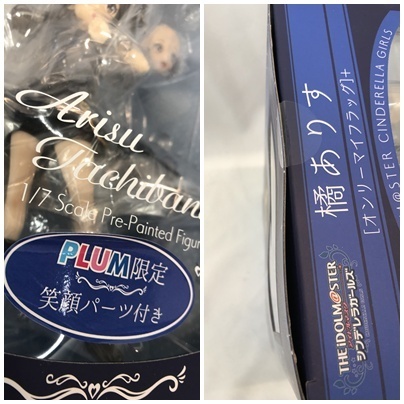 Arisu
Tachibana
1/7 Scale Pre-Painted Figur
PLUM限定
笑顔パーツ付き
橘ありす
[オンリーマイフラッグ]+
THE iDOLM@STER
シンデレラガールズ
M@STER CINDERELLA GIRLS